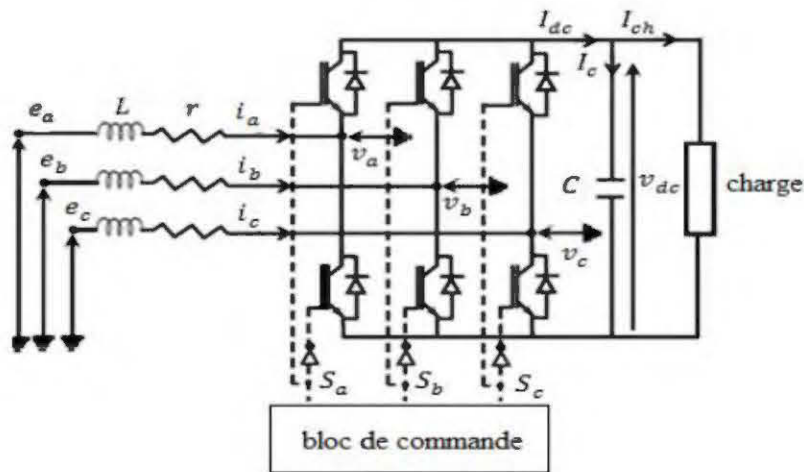 I_dc I_ch
I_c
L r
e_a i_a
v_a
e_b i_b
C v_dc charge
v_b
e_c i_c
v_c
S_a S_b S_c
bloc de commande